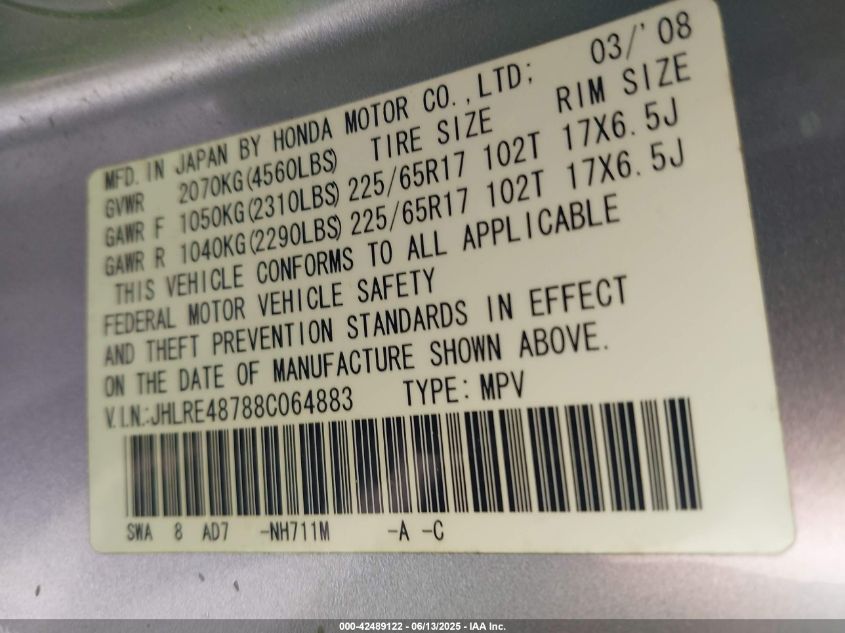 MFD. IN JAPAN BY HONDA MOTOR CO., LTD; 03/'08
GVWR 2070KG(4560LBS) TIRE SIZE RIM SIZE
GAWR F 1050KG(2310LBS) 225/65R17 102T 17X6.5J
GAWR R 1040KG(2290LBS) 225/65R17 102T 17X6.5J
THIS VEHICLE CONFORMS TO ALL APPLICABLE
FEDERAL MOTOR VEHICLE SAFETY
AND THEFT PREVENTION STANDARDS IN EFFECT
ON THE DATE OF MANUFACTURE SHOWN ABOVE.
V.I.N.:JHLRE48788C064883 TYPE: MPV
SWA 8 AD7 -NH711M -A -C
000-42489122 - 06/13/2025 - IAA Inc.